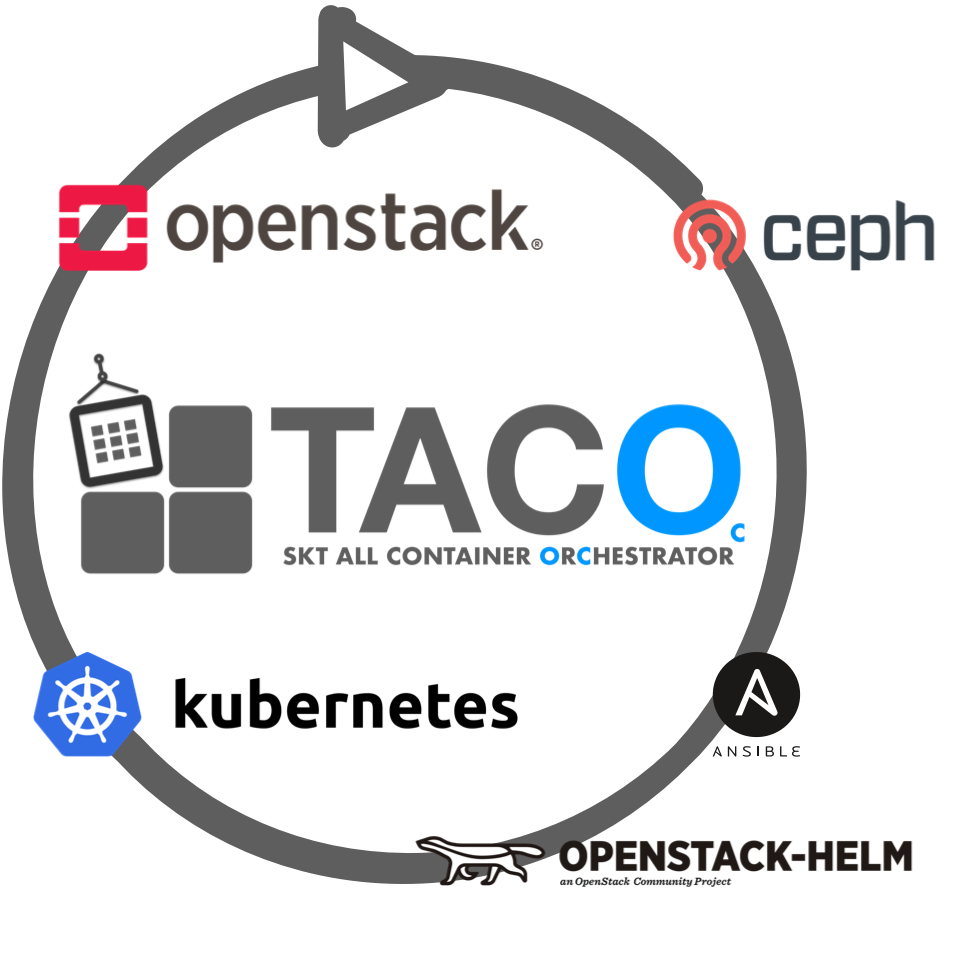 openstack®
ceph
TACO
C
SKT ALL CONTAINER ORCHESTRATOR
kubernetes
ANSIBLE
OPENSTACK-HELM
an OpenStack Community Project